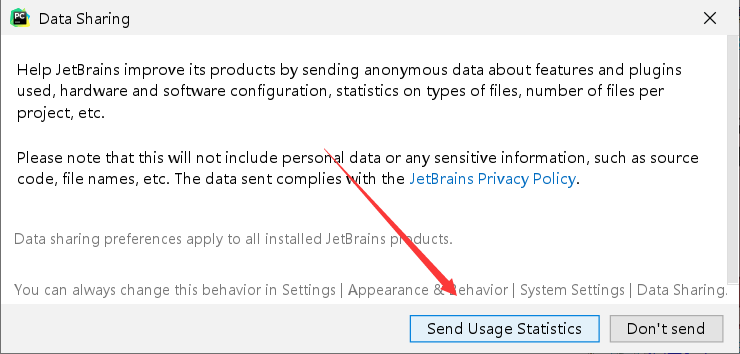 PC
Data Sharing
Help JetBrains improve its products by sending anonymous data about features and plugins
used, hardware and software configuration, statistics on types of files, number of files per
project, etc.
Please note that this will not include personal data or any sensitive information, such as source
code, file names, etc. The data sent complies with the JetBrains Privacy Policy.
Data sharing preferences apply to all installed JetBrains products.
You can always change this behavior in Settings | Appearance & Behavior | System Settings | Data Sharing.
Send Usage Statistics
Don't send